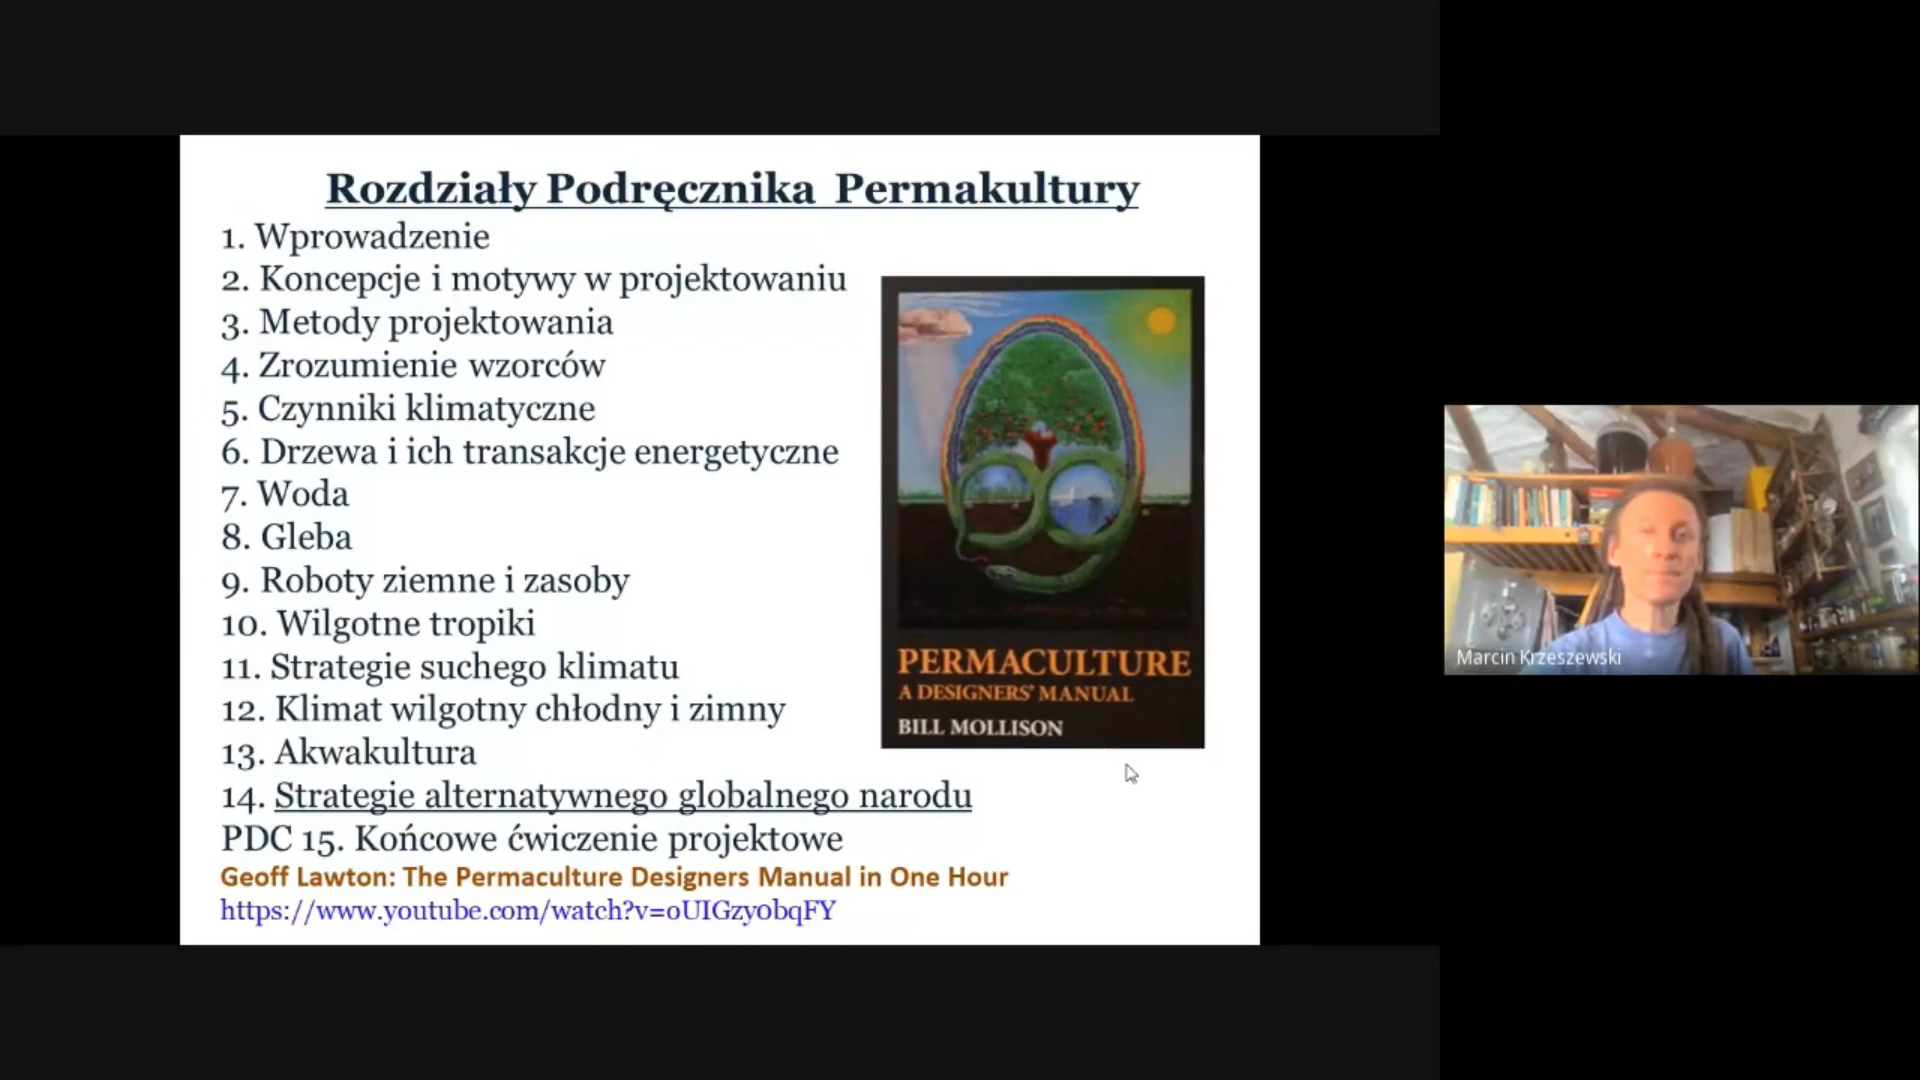 Rozdziały Podręcznika Permakultury
1. Wprowadzenie
2. Koncepcje i motywy w projektowaniu
3. Metody projektowania
4. Zrozumienie wzorców
5. Czynniki klimatyczne
6. Drzewa i ich transakcje energetyczne
7. Woda
8. Gleba
9. Roboty ziemne i zasoby
10. Wilgotne tropiki
11. Strategie suchego klimatu
12. Klimat wilgotny chłodny i zimny
13. Akwakultura
14. Strategie alternatywnego globalnego narodu
PDC 15. Końcowe ćwiczenie projektowe
Geoff Lawton: The Permaculture Designers Manual in One Hour
https://www.youtube.com/watch?v=oUIGzy0bqFY
PERMACULTURE
A DESIGNERS' MANUAL
BILL MOLLISON
Marcin Krzeszewski